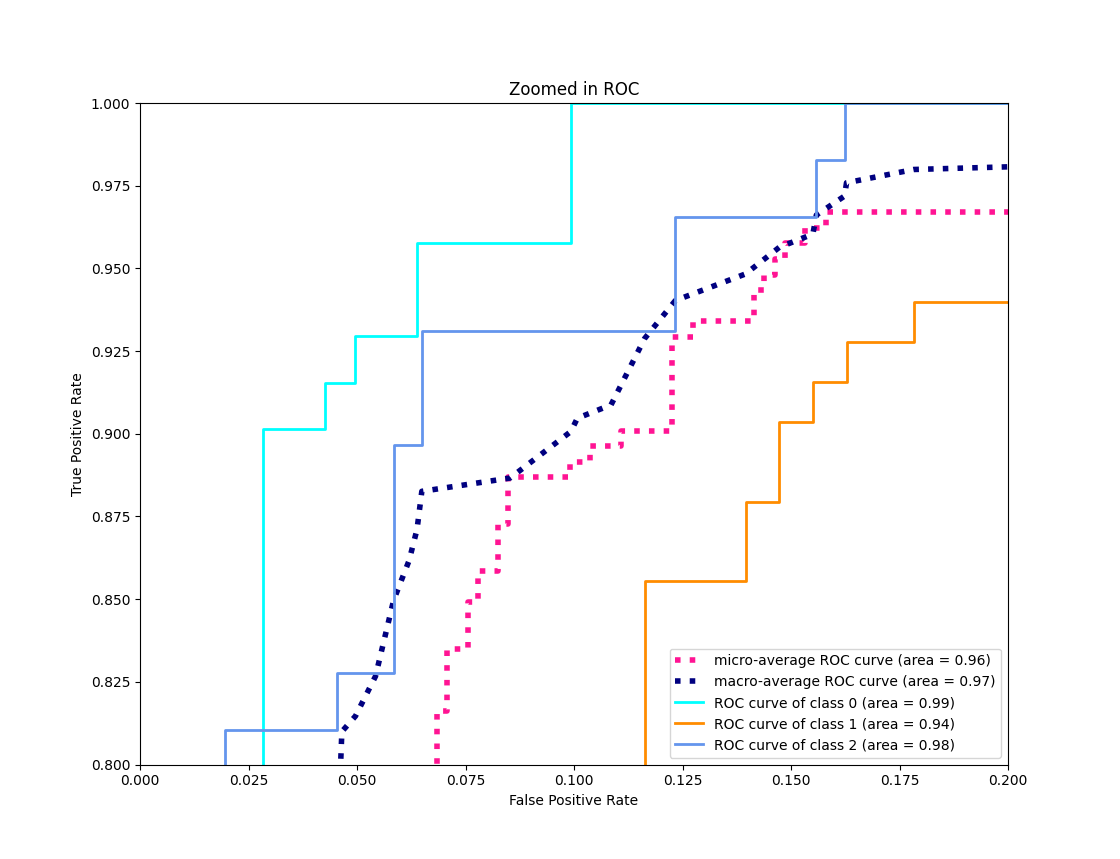 Zoomed in ROC
1.000
0.975
0.950
0.925
0.900
0.875
0.850
0.825
0.800
True Positive Rate
0.000 0.025 0.050 0.075 0.100 0.125 0.150 0.175 0.200
False Positive Rate
micro-average ROC curve (area = 0.96)
macro-average ROC curve (area = 0.97)
ROC curve of class 0 (area = 0.99)
ROC curve of class 1 (area = 0.94)
ROC curve of class 2 (area = 0.98)